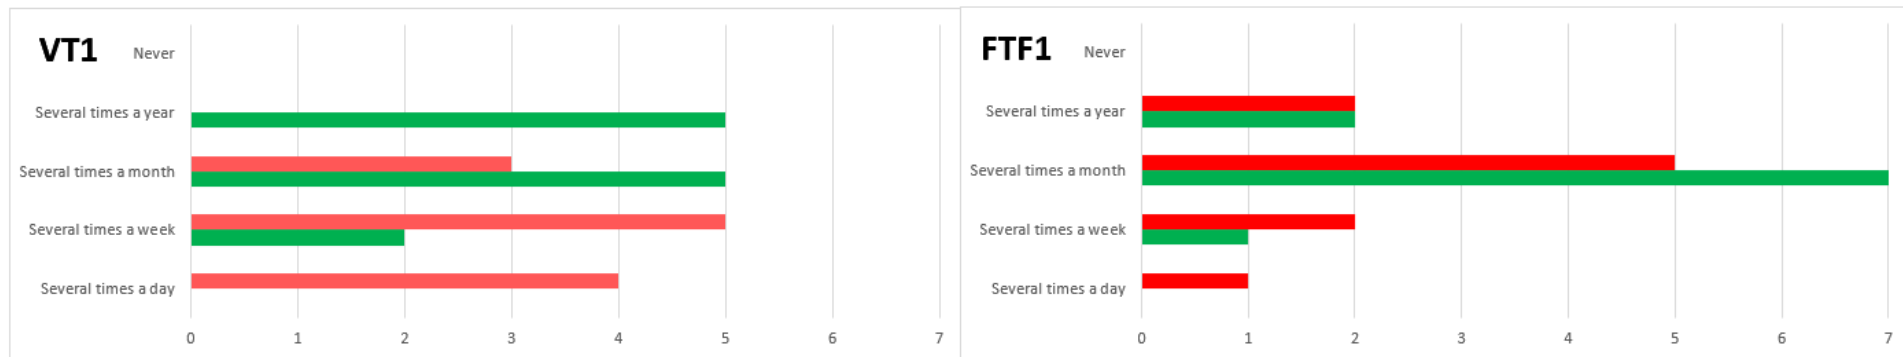 VT1
Never
Several times a year
Several times a month
Several times a week
Several times a day
0 1 2 3 4 5 6 7
FTF1
Never
Several times a year
Several times a month
Several times a week
Several times a day
0 1 2 3 4 5 6 7